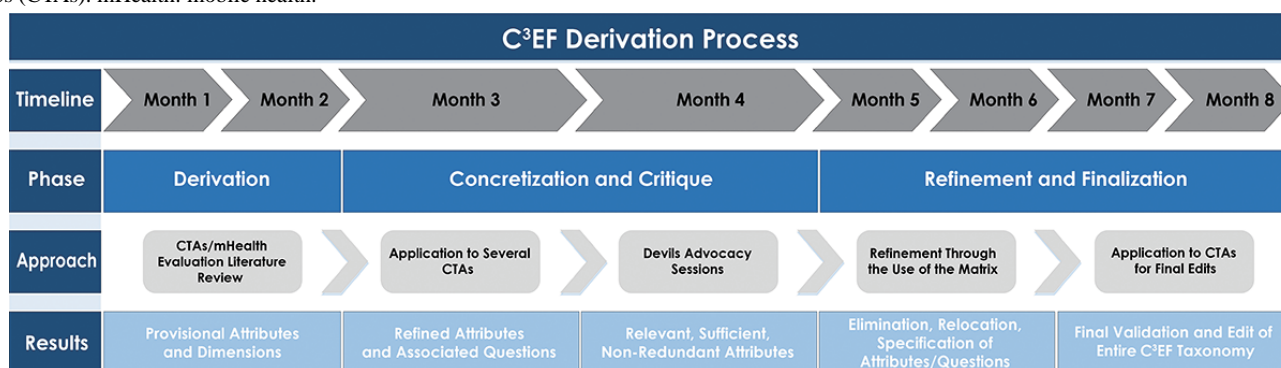 (CTAs). mHealth: mobile health.
C³EF Derivation Process
Timeline
Month 1
Month 2
Month 3
Month 4
Month 5
Month 6
Month 7
Month 8
Phase
Derivation
Concretization and Critique
Refinement and Finalization
Approach
CTAs/mHealth
Evaluation Literature
Review
Application to Several
CTAs
Devils Advocacy
Sessions
Refinement Through
the Use of the Matrix
Application to CTAs
for Final Edits
Results
Provisional Attributes
and Dimensions
Refined Attributes
and Associated Questions
Relevant, Sufficient,
Non-Redundant Attributes
Elimination, Relocation,
Specification of
Attributes/Questions
Final Validation and Edit of
Entire C³EF Taxonomy